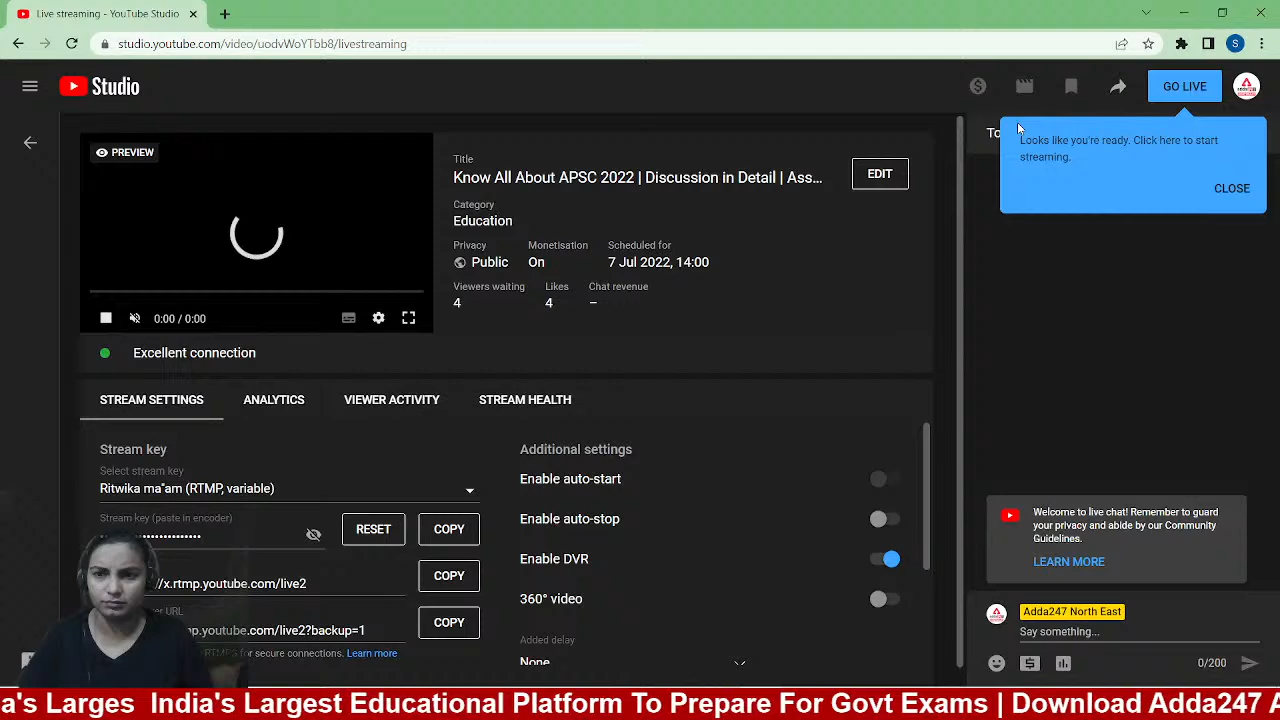 Live streaming - YouTube Studio
studio.youtube.com/video/uodvWoYTbb8/livestreaming
S
Studio
GO LIVE
PREVIEW
Title
Know All About APSC 2022 | Discussion in Detail | Ass...
EDIT
Category
Education
Privacy
Monetisation
Scheduled for
Public
On
7 Jul 2022, 14:00
Viewers waiting
Likes
Chat revenue
4
4
–
0:00 / 0:00
Excellent connection
To
Looks like you're ready. Click here to start
streaming.
CLOSE
STREAM SETTINGS
ANALYTICS
VIEWER ACTIVITY
STREAM HEALTH
Stream key
Select stream key
Ritwika ma"am (RTMP, variable)
Stream key (paste in encoder)
RESET
COPY
//x.rtmp.youtube.com/live2
COPY
URL
.youtube.com/live2?backup=1
COPY
RTMPS for secure connections. Learn more
Additional settings
Enable auto-start
Enable auto-stop
Enable DVR
360° video
Added delay
None
Welcome to live chat! Remember to guard
your privacy and abide by our Community
Guidelines.
LEARN MORE
Adda247 North East
Say something...
0/200
a's Larges India's Largest Educational Platform To Prepare For Govt Exams | Download Adda247 A